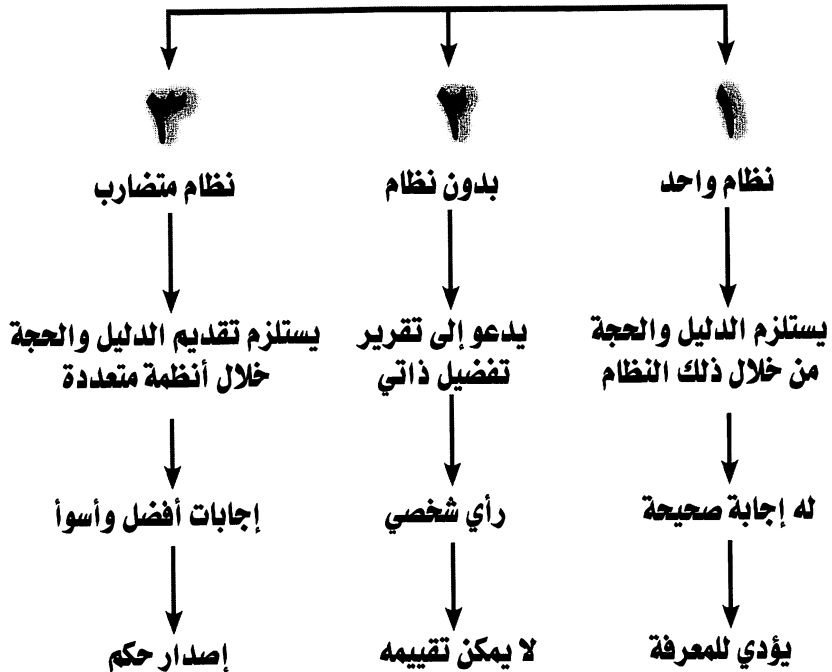 ١
نظام واحد
يستلزم الدليل والحجة
من خلال ذلك النظام
له إجابة صحيحة
يؤدي للمعرفة
٢
بدون نظام
يدعو إلى تقرير
تفضيل ذاتي
رأي شخصي
لا يمكن تقييمه
٣
نظام متضارب
يستلزم تقديم الدليل والحجة
خلال أنظمة متعددة
إجابات أفضل وأسوأ
إصدار حكم